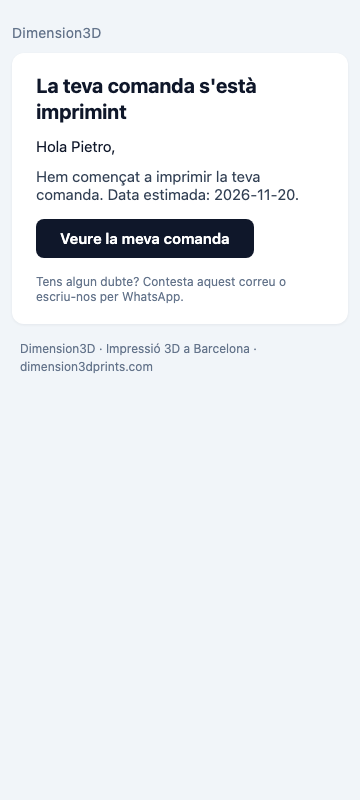 Dimension3D
La teva comanda s'està
imprimint
Hola Pietro,
Hem començat a imprimir la teva
comanda. Data estimada: 2026-11-20.
Veure la meva comanda
Tens algun dubte? Contesta aquest correu o
escriu-nos per WhatsApp.
Dimension3D · Impressió 3D a Barcelona ·
dimension3dprints.com